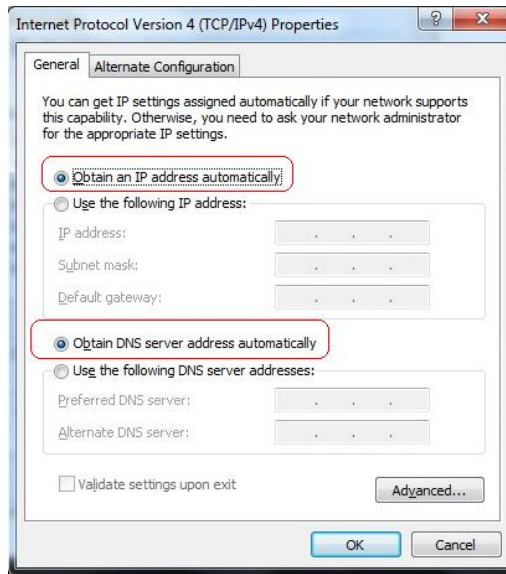 Internet Protocol Version 4 (TCP/IPv4) Properties
General
Alternate Configuration
You can get IP settings assigned automatically if your network supports
this capability. Otherwise, you need to ask your network administrator
for the appropriate IP settings.
Obtain an IP address automatically
Use the following IP address:
IP address:
Subnet mask:
Default gateway:
Obtain DNS server address automatically
Use the following DNS server addresses:
Preferred DNS server:
Alternate DNS server:
Validate settings upon exit
Advanced...
OK
Cancel